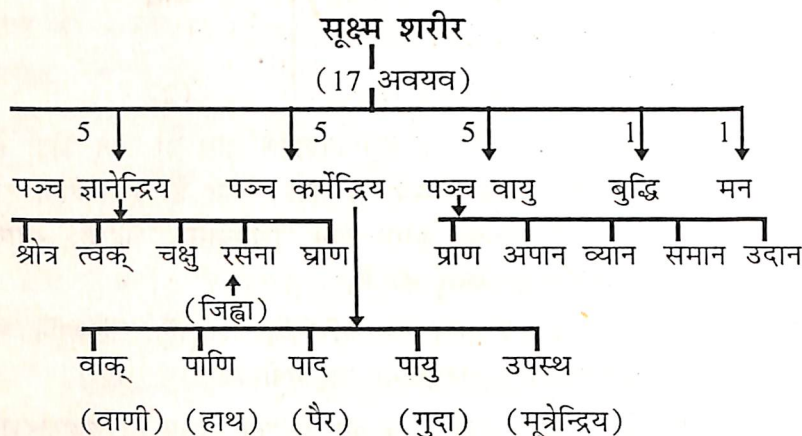 सूक्ष्म शरीर
(17 अवयव)
5 5 5 1 1
पञ्च ज्ञानेन्द्रिय पञ्च कर्मेन्द्रिय पञ्च वायु बुद्धि मन
श्रोत्र त्वक् चक्षु रसना घ्राण प्राण अपान व्यान समान उदान
(जिह्वा)
वाक् पाणि पाद पायु उपस्थ
(वाणी) (हाथ) (पैर) (गुदा) (मूत्रेन्द्रिय)